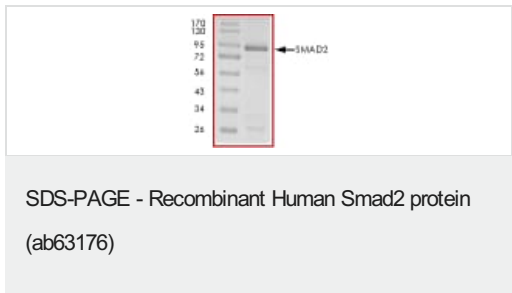 170
130
95
SMAD2
72
56
43
34
26
SDS-PAGE - Recombinant Human Smad2 protein
(ab63176)